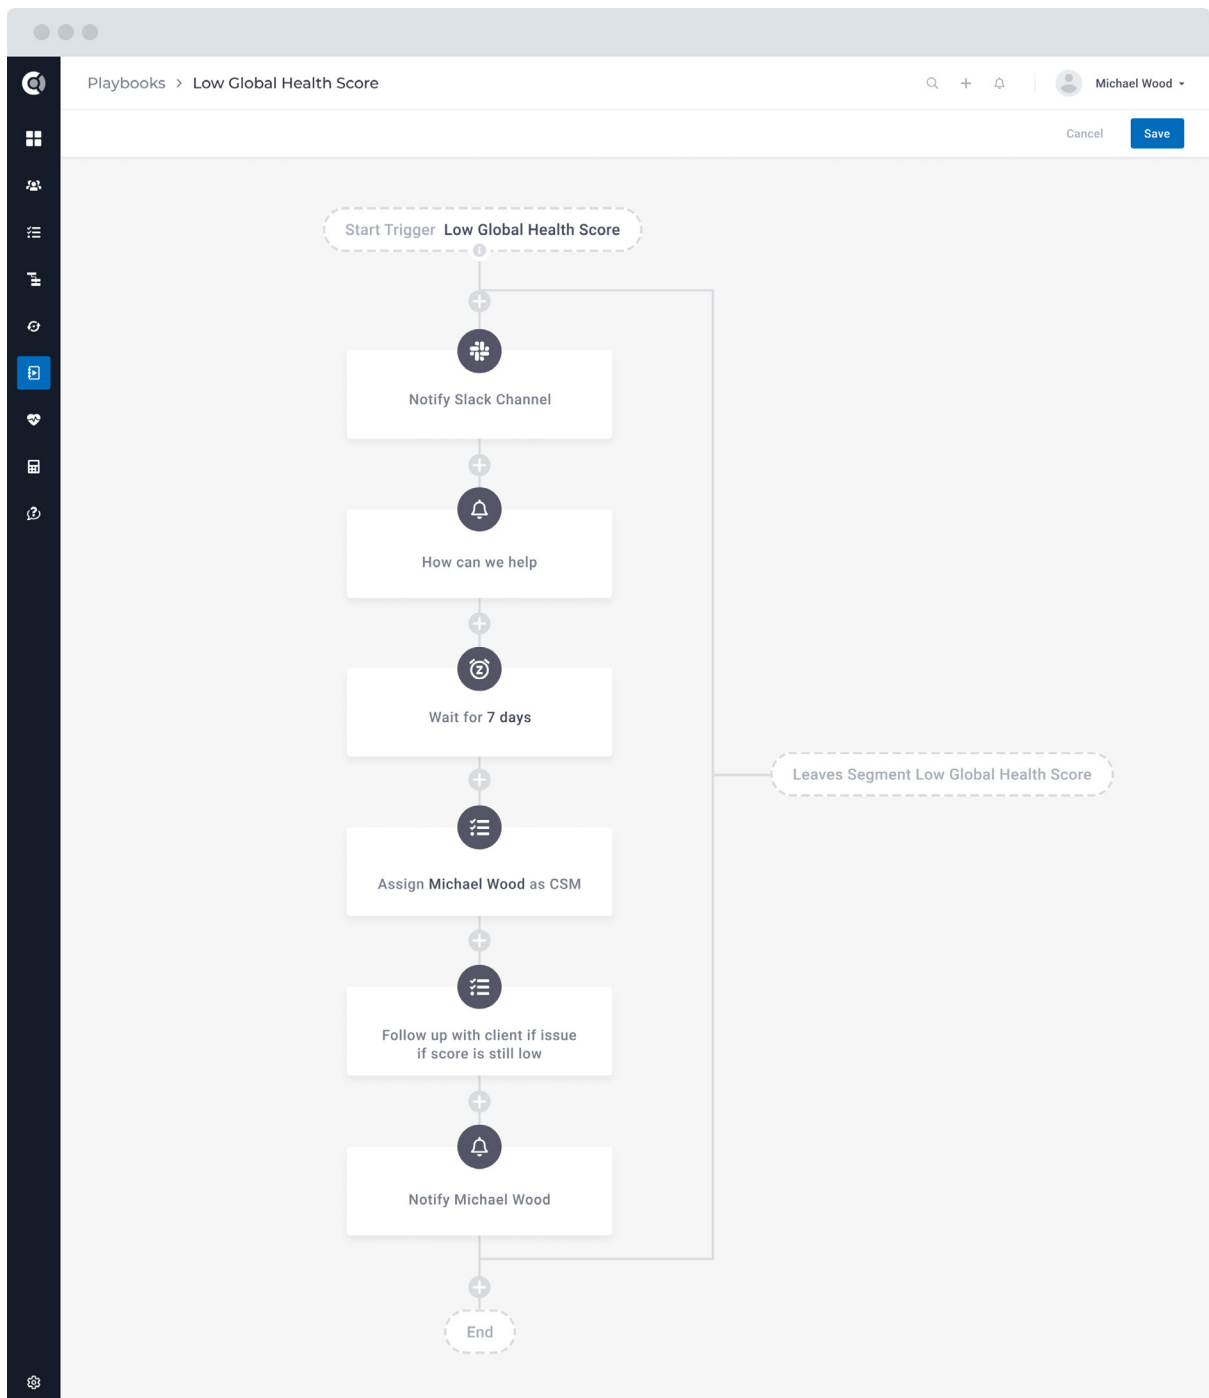 Playbooks > Low Global Health Score
Michael Wood
Cancel
Save
Start Trigger Low Global Health Score
Notify Slack Channel
How can we help
Wait for 7 days
Leaves Segment Low Global Health Score
Assign Michael Wood as CSM
Follow up with client if issue
if score is still low
Notify Michael Wood
End